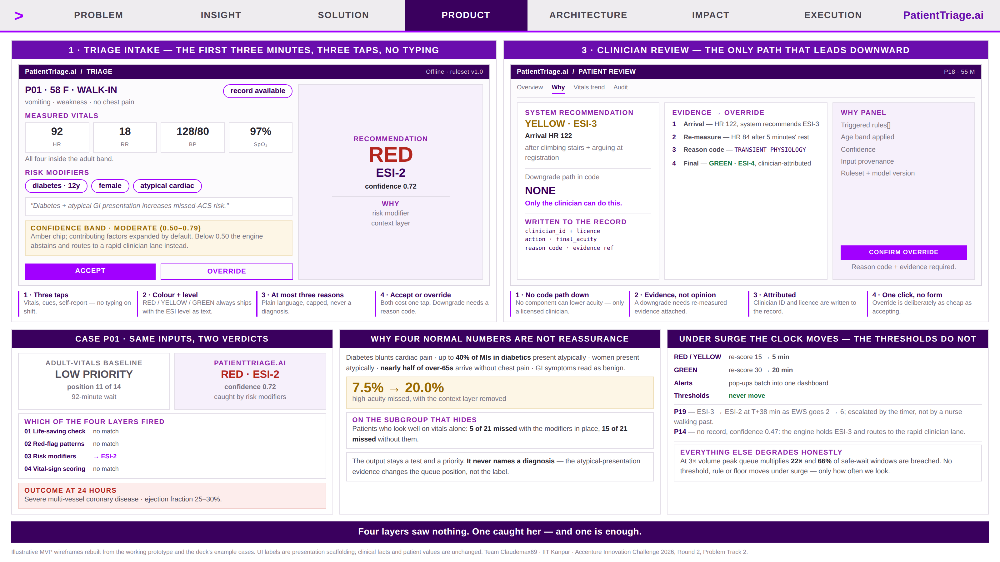 > PROBLEM INSIGHT SOLUTION PRODUCT ARCHITECTURE IMPACT EXECUTION PatientTriage.ai
1 · TRIAGE INTAKE — THE FIRST THREE MINUTES, THREE TAPS, NO TYPING
PatientTriage.ai / TRIAGE Offline · ruleset v1.0
P01 · 58 F · WALK-IN record available
vomiting · weakness · no chest pain
MEASURED VITALS
92 18 128/80 97%
HR RR BP SpO₂
All four inside the adult band.
RISK MODIFIERS
diabetes · 12y female atypical cardiac
"Diabetes + atypical GI presentation increases missed-ACS risk."
CONFIDENCE BAND · MODERATE (0.50–0.79)
Amber chip; contributing factors expanded by default. Below 0.50 the engine
abstains and routes to a rapid clinician lane instead.
ACCEPT OVERRIDE
RECOMMENDATION
RED
ESI-2
confidence 0.72
WHY
risk modifier
context layer
1 · Three taps
Vitals, cues, self-report — no typing on
shift.
2 · Colour + level
RED / YELLOW / GREEN always ships
with the ESI level as text.
3 · At most three reasons
Plain language, capped, never a
diagnosis.
4 · Accept or override
Both cost one tap. Downgrade needs a
reason code.
3 · CLINICIAN REVIEW — THE ONLY PATH THAT LEADS DOWNWARD
PatientTriage.ai / PATIENT REVIEW P18 · 55 M
Overview Why Vitals trend Audit
SYSTEM RECOMMENDATION
YELLOW · ESI-3
Arrival HR 122
after climbing stairs + arguing at
registration
Downgrade path in code
NONE
Only the clinician can do this.
WRITTEN TO THE RECORD
clinician_id + licence
action · final_acuity
reason_code · evidence_ref
EVIDENCE → OVERRIDE
1 Arrival — HR 122; system recommends ESI-3
2 Re-measure — HR 84 after 5 minutes' rest
3 Reason code — TRANSIENT_PHYSIOLOGY
4 Final — GREEN · ESI-4, clinician-attributed
WHY PANEL
Triggered rules[]
Age band applied
Confidence
Input provenance
Ruleset + model version
CONFIRM OVERRIDE
Reason code + evidence required.
1 · No code path down
No component can lower acuity — only
a licensed clinician.
2 · Evidence, not opinion
A downgrade needs re-measured
evidence attached.
3 · Attributed
Clinician ID and licence are written to
the record.
4 · One click, no form
Override is deliberately as cheap as
accepting.
CASE P01 · SAME INPUTS, TWO VERDICTS
ADULT-VITALS BASELINE
LOW PRIORITY
position 11 of 14
92-minute wait
PATIENTTRIAGE.AI
RED · ESI-2
confidence 0.72
caught by risk modifiers
WHICH OF THE FOUR LAYERS FIRED
01 Life-saving check no match
02 Red-flag patterns no match
03 Risk modifiers → ESI-2
04 Vital-sign scoring no match
OUTCOME AT 24 HOURS
Severe multi-vessel coronary disease · ejection fraction 25–30%.
WHY FOUR NORMAL NUMBERS ARE NOT REASSURANCE
Diabetes blunts cardiac pain · up to 40% of MIs in diabetics present atypically · women present
atypically · nearly half of over-65s arrive without chest pain · GI symptoms read as benign.
7.5% → 20.0%
high-acuity missed, with the context layer removed
ON THE SUBGROUP THAT HIDES
Patients who look well on vitals alone: 5 of 21 missed with the modifiers in place, 15 of 21
missed without them.
The output stays a test and a priority. It never names a diagnosis — the atypical-presentation
evidence changes the queue position, not the label.
UNDER SURGE THE CLOCK MOVES — THE THRESHOLDS DO NOT
RED / YELLOW re-score 15 → 5 min
GREEN re-score 30 → 20 min
Alerts pop-ups batch into one dashboard
Thresholds never move
P19 — ESI-3 → ESI-2 at T+38 min as EWS goes 2 → 6; escalated by the timer, not by a nurse
walking past.
P14 — no record, confidence 0.47: the engine holds ESI-3 and routes to the rapid clinician lane.
EVERYTHING ELSE DEGRADES HONESTLY
At 3× volume peak queue multiplies 22× and 66% of safe-wait windows are breached. No
threshold, rule or floor moves under surge — only how often we look.
Four layers saw nothing. One caught her — and one is enough.
Illustrative MVP wireframes rebuilt from the working prototype and the deck's example cases. UI labels are presentation scaffolding; clinical facts and patient values are unchanged. Team Claudemax69 · IIT Kanpur · Accenture Innovation Challenge 2026, Round 2, Problem Track 2.